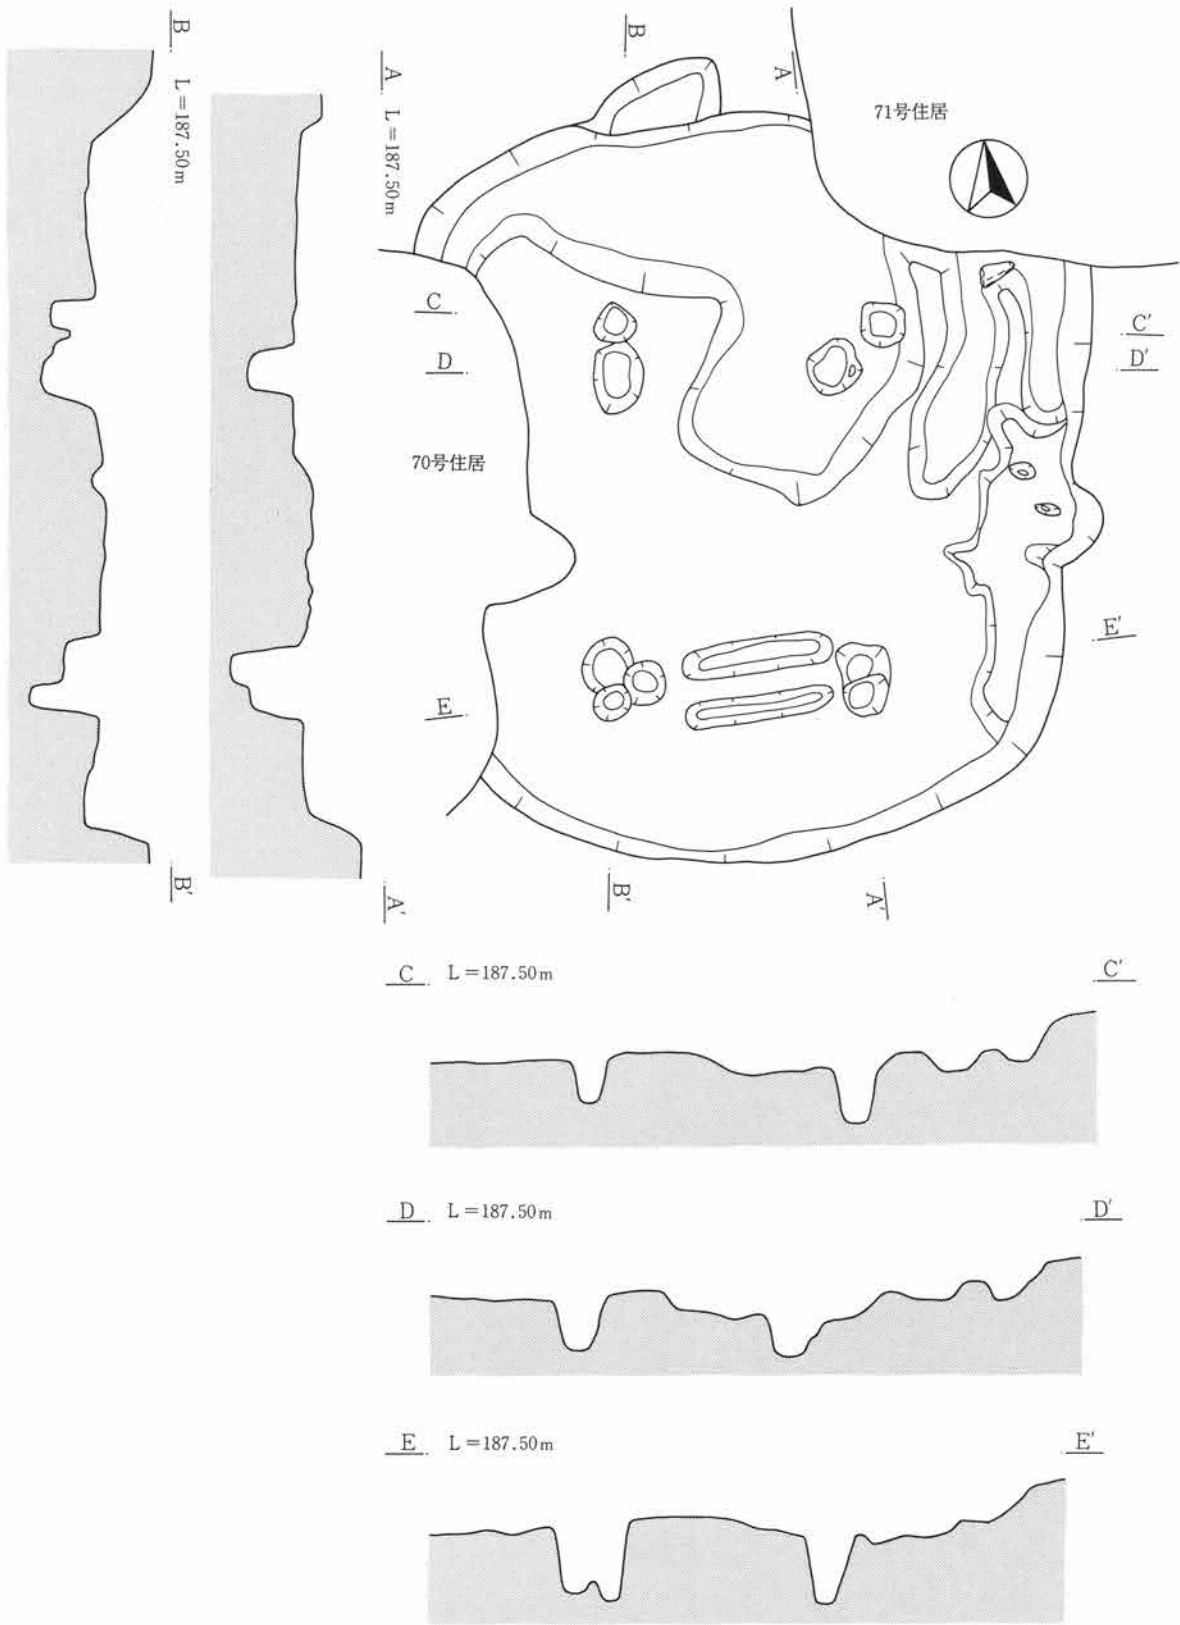 B
L=187.50m
B'
A
L=187.50m
A'
B
A
71号住居
C
D
C'
D'
70号住居
E'
E
B'
A'
C L=187.50m C'
D L=187.50m D'
E L=187.50m E'